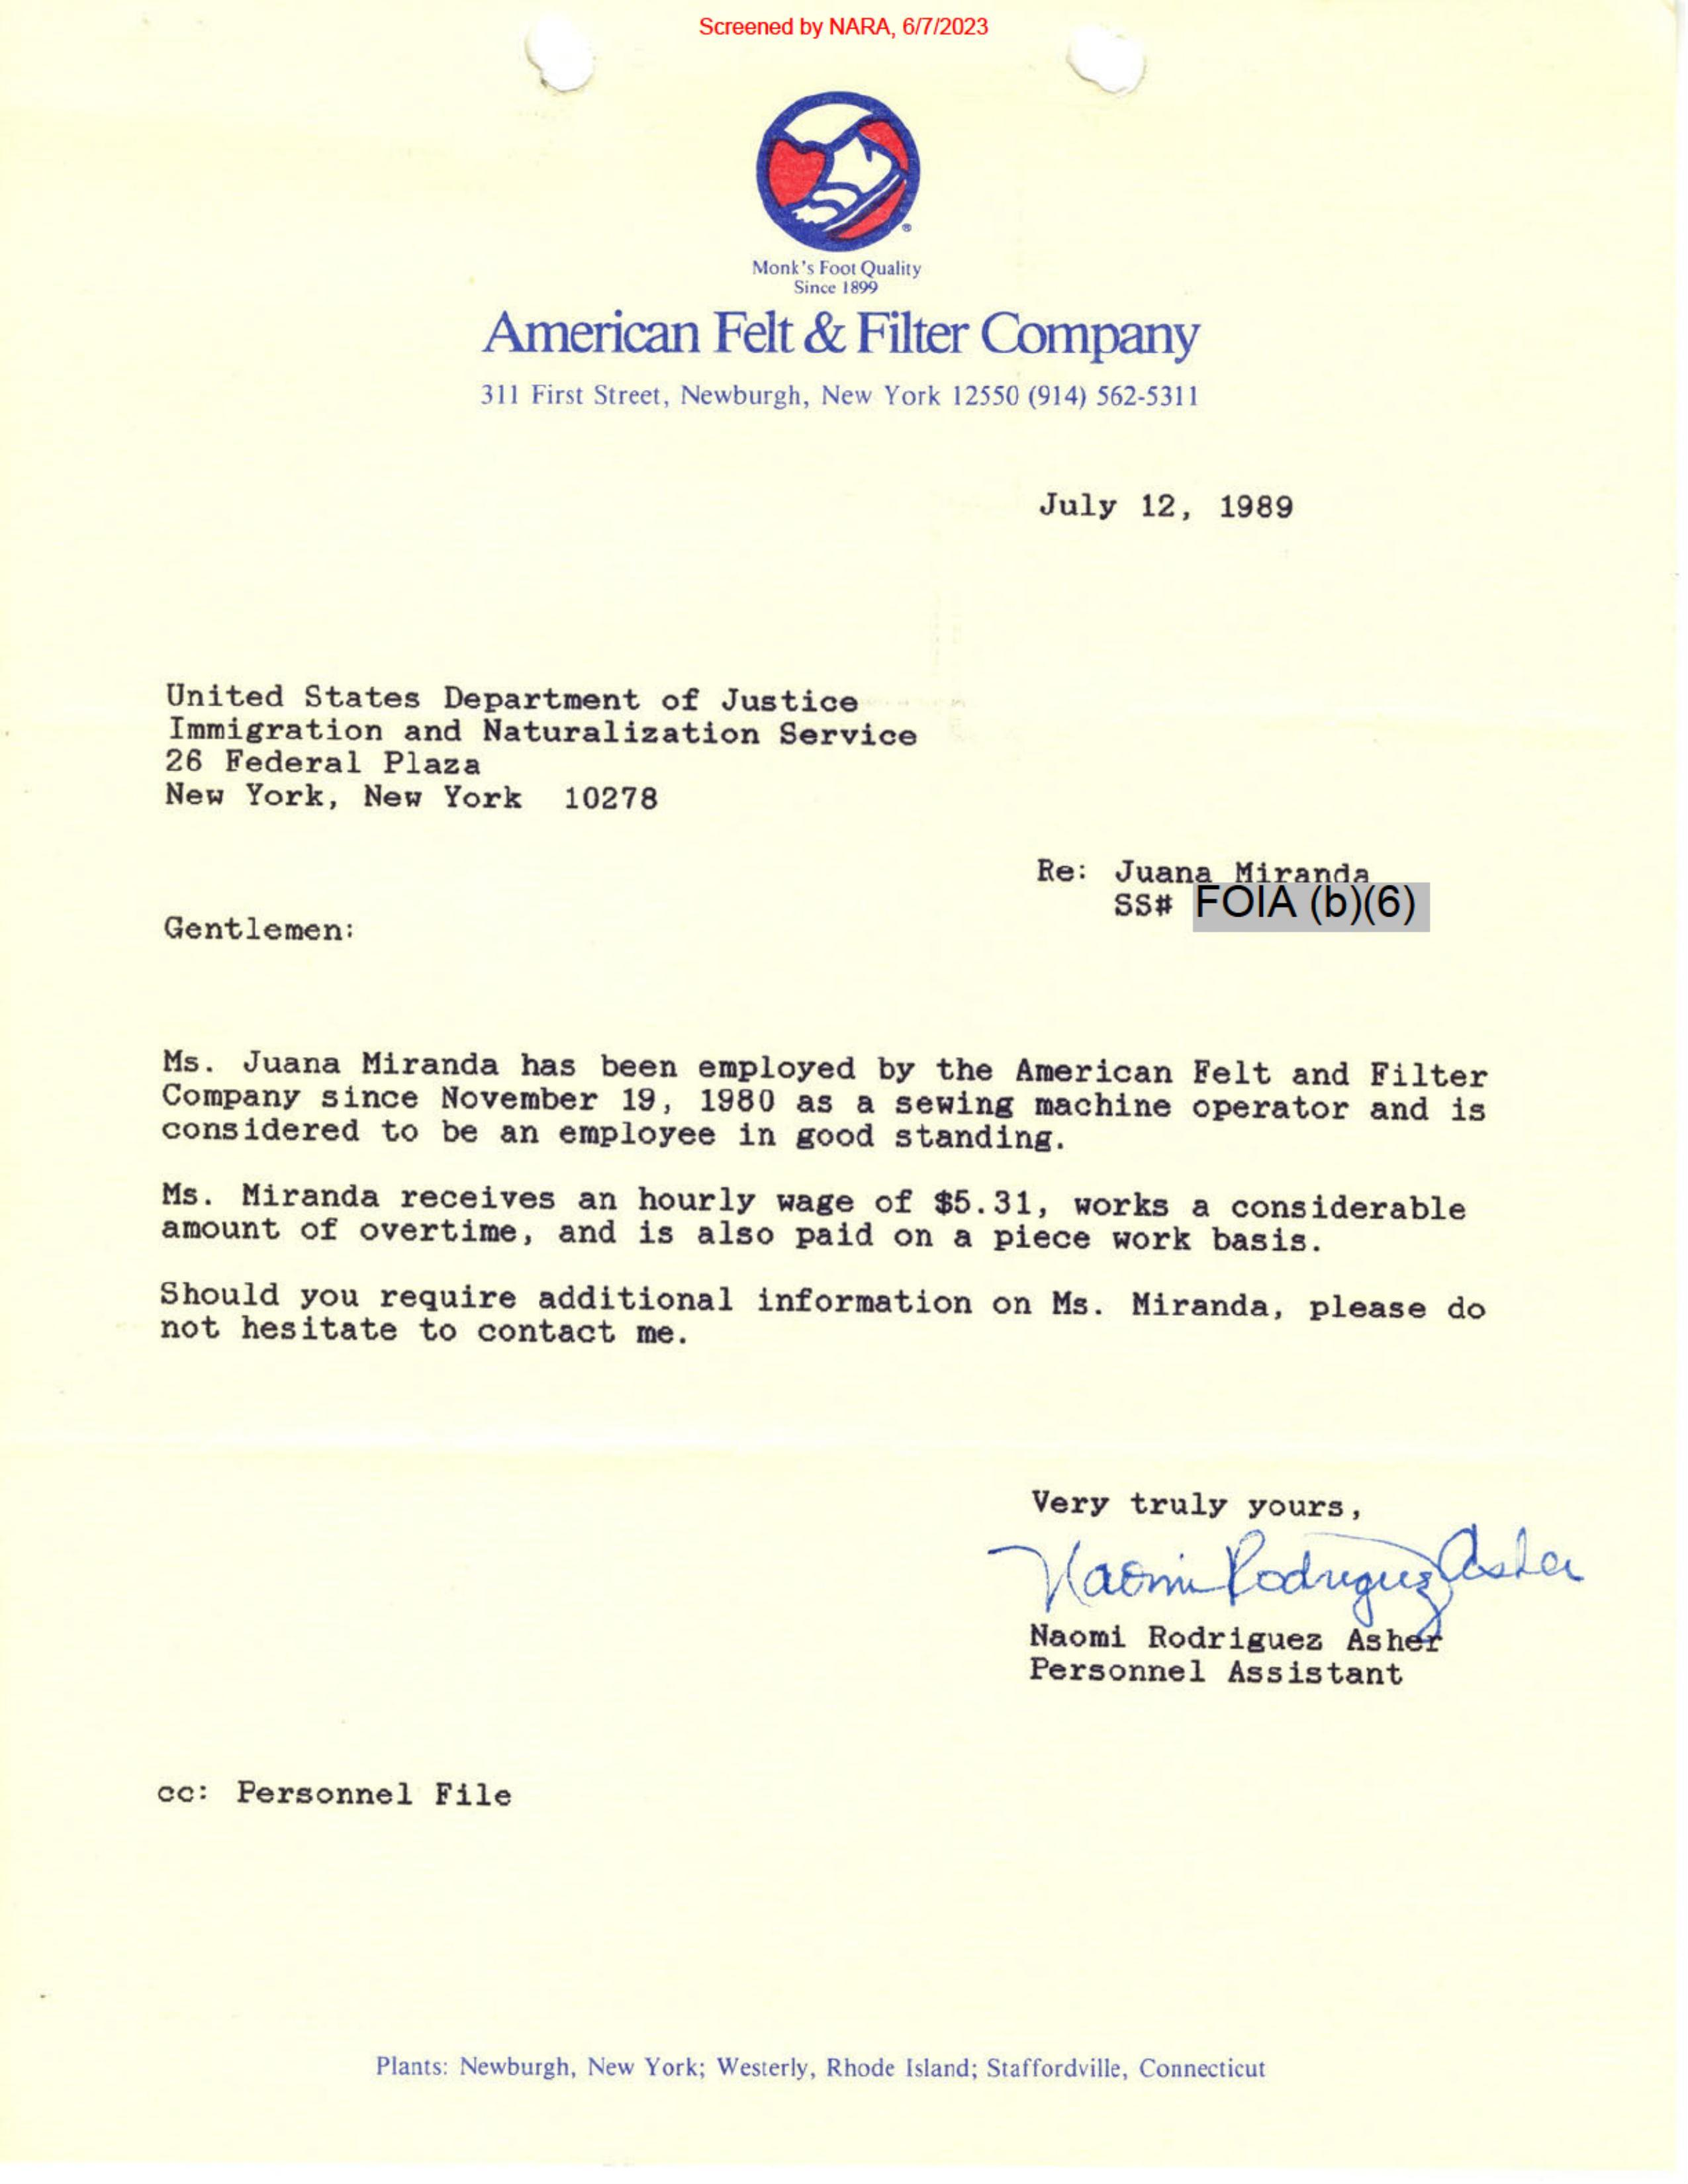 Screened by NARA, 6/7/2023
Monk's Foot Quality
Since 1899
American Felt & Filter Company
311 First Street, Newburgh, New York 12550 (914) 562-5311
July 12, 1989
United States Department of Justice
Immigration and Naturalization Service
26 Federal Plaza
New York, New York 10278
Re: Juana Miranda
SS# FOIA (b)(6)
Gentlemen:
Ms. Juana Miranda has been employed by the American Felt and Filter
Company since November 19, 1980 as a sewing machine operator and is
considered to be an employee in good standing.
Ms. Miranda receives an hourly wage of $5.31, works a considerable
amount of overtime, and is also paid on a piece work basis.
Should you require additional information on Ms. Miranda, please do
not hesitate to contact me.
Very truly yours,
Naomi Rodriguez Asher
Naomi Rodriguez Asher
Personnel Assistant
cc: Personnel File
Plants: Newburgh, New York; Westerly, Rhode Island; Staffordville, Connecticut